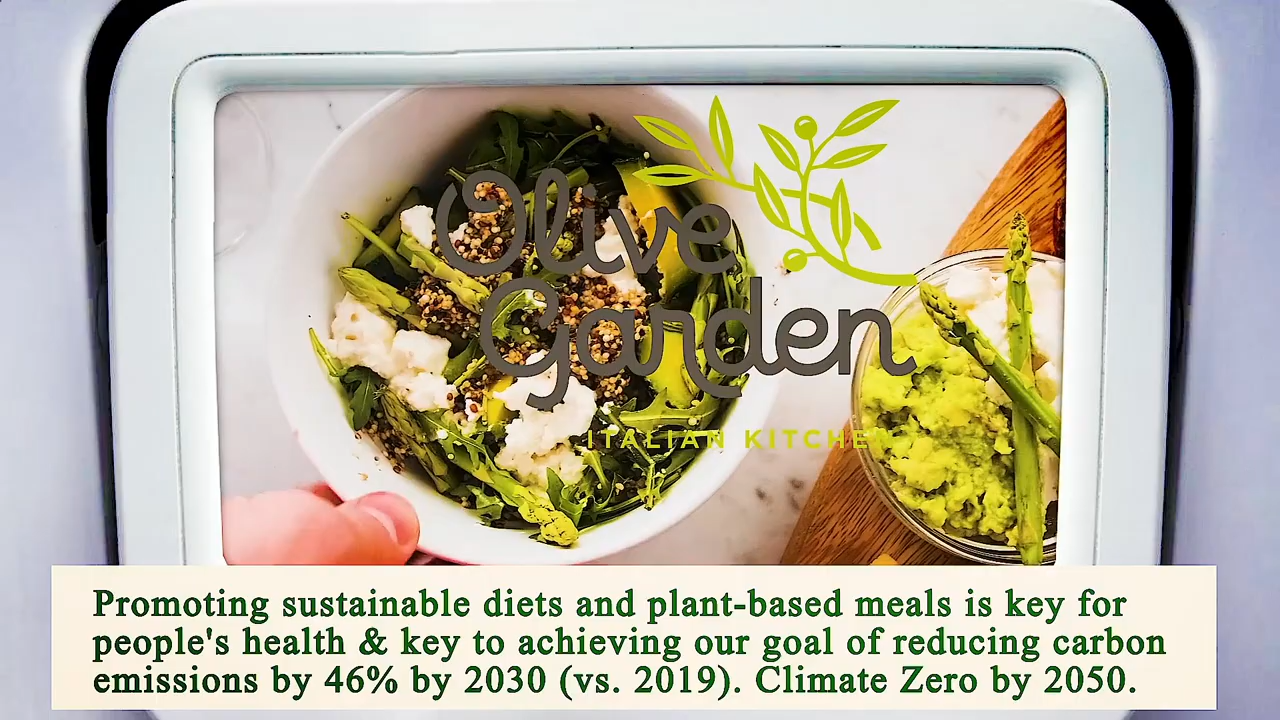 Olive
Garden
ITALIAN KITCHEN
Promoting sustainable diets and plant-based meals is key for
people's health & key to achieving our goal of reducing carbon
emissions by 46% by 2030 (vs. 2019). Climate Zero by 2050.